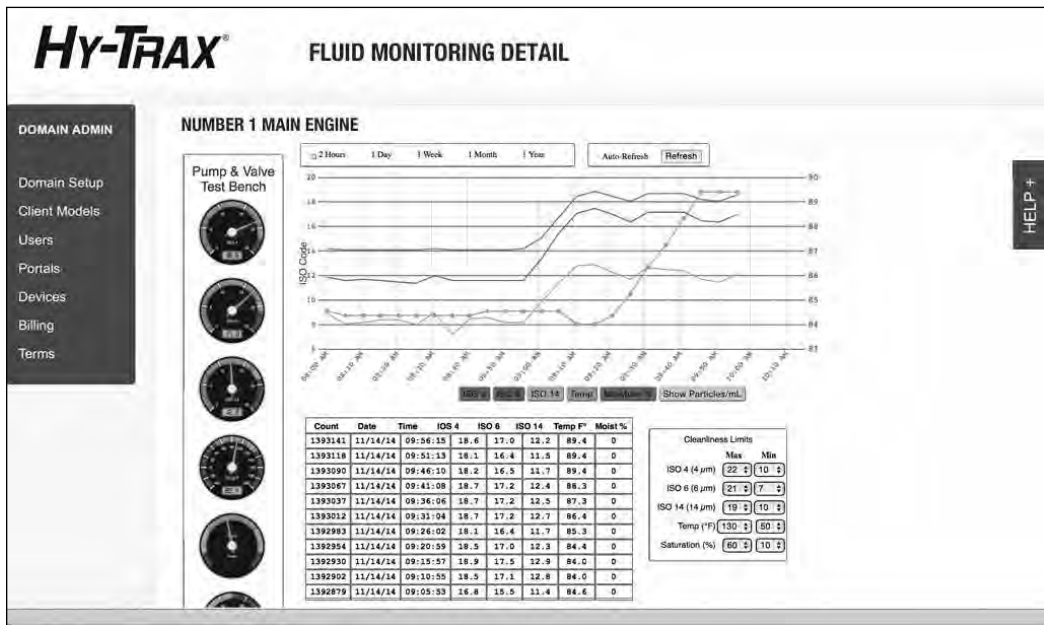 HY-TRAX®
FLUID MONITORING DETAIL
DOMAIN ADMIN
Domain Setup
Client Models
Users
Portals
Devices
Billing
Terms
HELP +
NUMBER 1 MAIN ENGINE
Pump & Valve
Test Bench
2 Hours 1 Day 1 Week 1 Month 1 Year Auto-Refresh Refresh
ISO Code
20 90
18 89
16 88
14 87
12 86
10 85
8 84
6 83
ISO 14 Temp Show Particles/mL
Count Date Time IOS 4 ISO 6 ISO 14 Temp F° Moist %
1393141 11/14/14 09:56:15 18.6 17.0 12.2 89.4 0
1393118 11/14/14 09:51:13 18.1 16.4 11.5 89.4 0
1393090 11/14/14 09:46:10 18.2 16.5 11.7 89.4 0
1393067 11/14/14 09:41:08 18.7 17.2 12.4 88.3 0
1393037 11/14/14 09:36:06 18.7 17.2 12.5 87.3 0
1393012 11/14/14 09:31:04 18.7 17.2 12.7 86.4 0
1392983 11/14/14 09:26:02 18.1 16.4 11.7 85.3 0
1392954 11/14/14 09:20:59 18.5 17.0 12.3 84.4 0
1392930 11/14/14 09:15:57 18.9 17.5 12.9 84.0 0
1392902 11/14/14 09:10:55 18.5 17.1 12.8 84.0 0
1392879 11/14/14 09:05:53 16.8 15.5 11.4 84.6 0
Cleanliness Limits
Max Min
ISO 4 (4 µm) 22 10
ISO 6 (6 µm) 21 7
ISO 14 (14 µm) 19 10
Temp (°F) 130 50
Saturation (%) 60 10